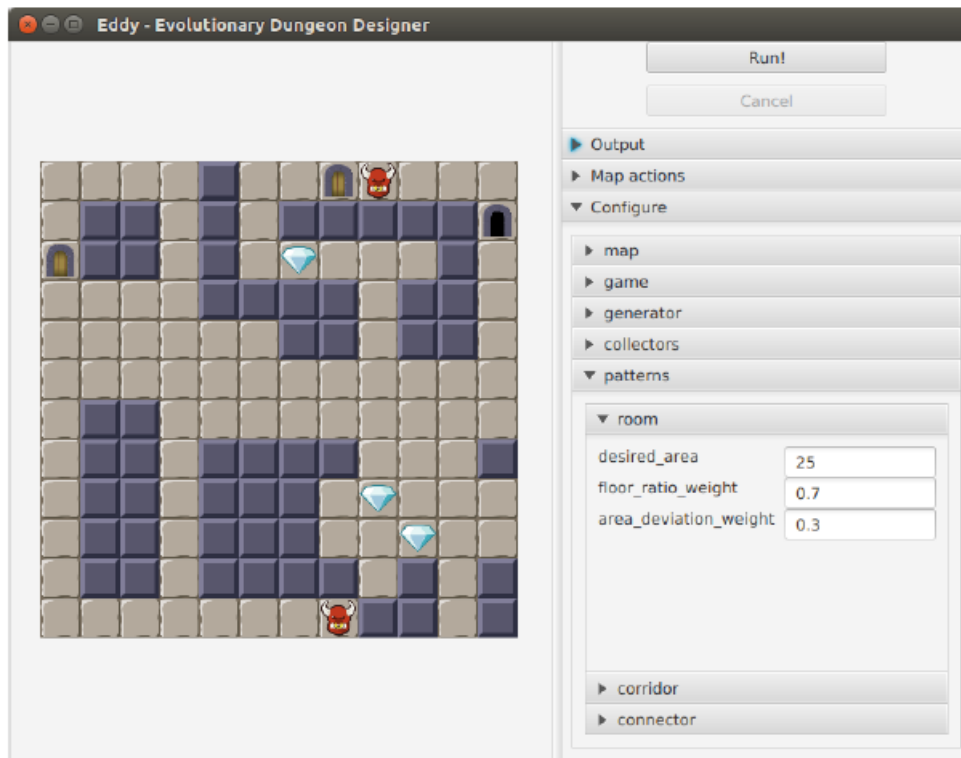 Eddy - Evolutionary Dungeon Designer
Run!
Cancel
Output
Map actions
Configure
map
game
generator
collectors
patterns
room
desired_area 25
floor_ratio_weight 0.7
area_deviation_weight 0.3
corridor
connector